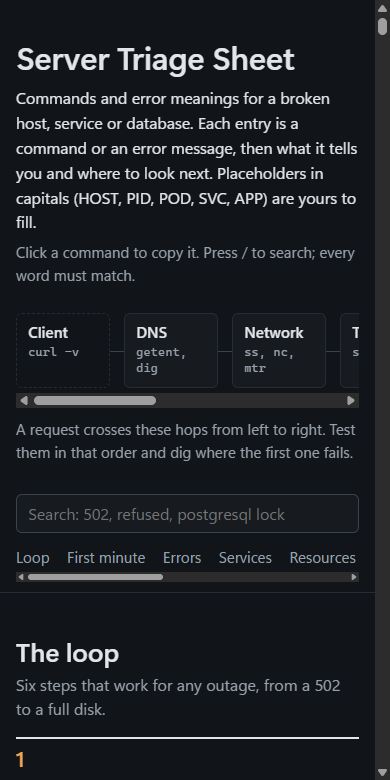 Server Triage Sheet
Commands and error meanings for a broken
host, service or database. Each entry is a
command or an error message, then what it tells
you and where to look next. Placeholders in
capitals (HOST, PID, POD, SVC, APP) are yours to
fill.
Click a command to copy it. Press / to search; every
word must match.
Client
curl -v
DNS
getent,
dig
Network
ss, nc,
mtr
T
s
A request crosses these hops from left to right. Test
them in that order and dig where the first one fails.
Search: 502, refused, postgresql lock
Loop First minute Errors Services Resources
The loop
Six steps that work for any outage, from a 502
to a full disk.
1